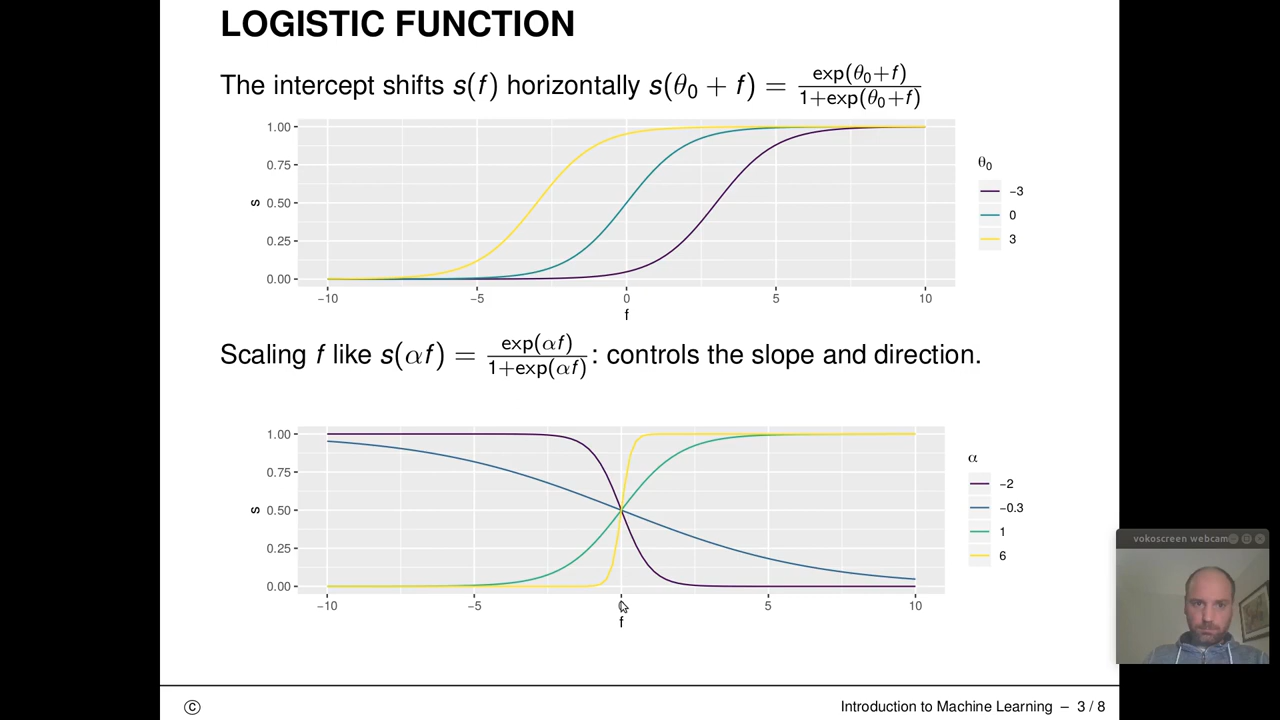 LOGISTIC FUNCTION
The intercept shifts s(f) horizontally s(θ₀ + f) = exp(θ₀+f) / 1+exp(θ₀+f)
1.00
0.75
0.50
0.25
0.00
s
−10 −5 0 5 10
f
θ₀
−3
0
3
Scaling f like s(αf) = exp(αf) / 1+exp(αf) : controls the slope and direction.
1.00
0.75
0.50
0.25
0.00
s
−10 −5 0 5 10
f
α
−2
−0.3
1
6
vokoscreen webcam
© Introduction to Machine Learning – 3 / 8